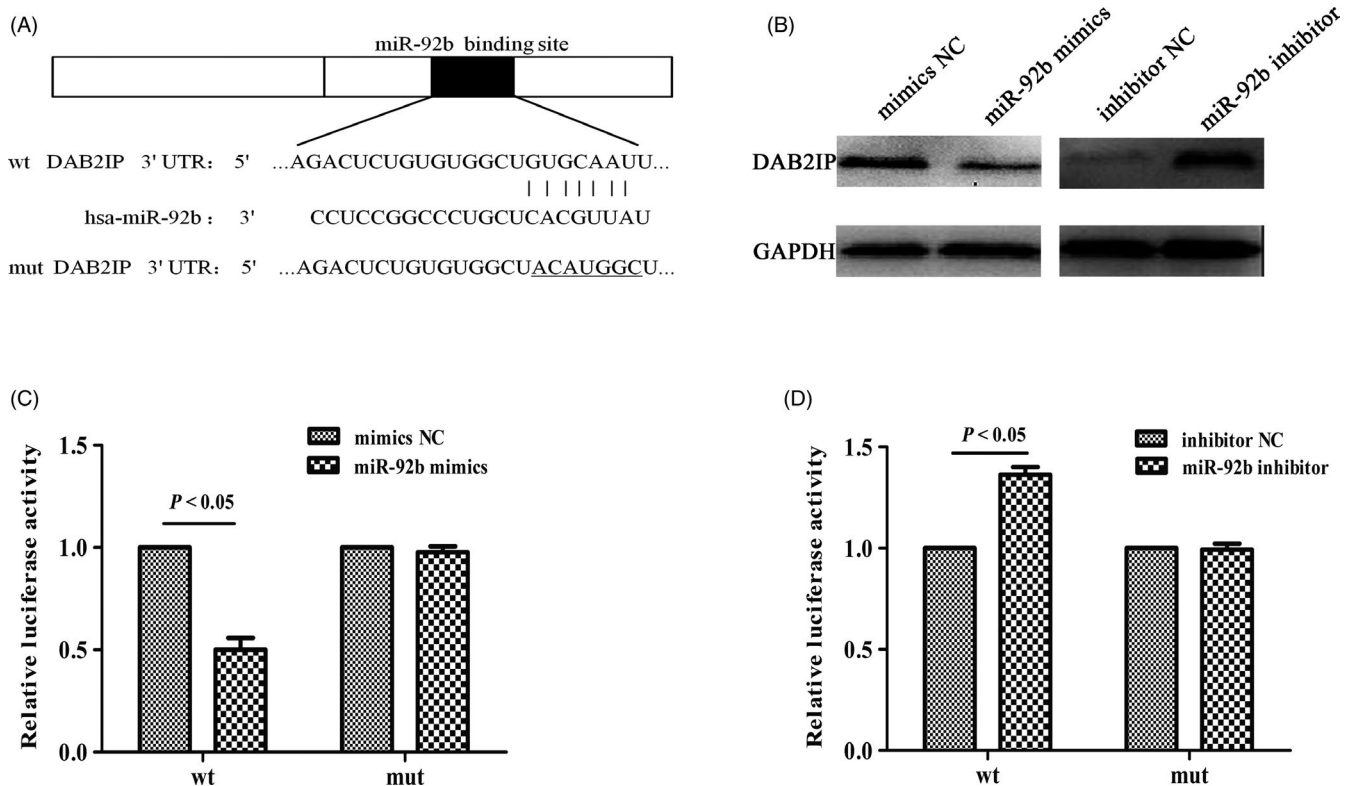 (A)
miR-92b binding site
wt DAB2IP 3' UTR: 5' ...AGACUCUGUGUGGCUGUGCAAUU...
hsa-miR-92b : 3' CCUCCGGCCCUGCUCACGUUAU
mut DAB2IP 3' UTR: 5' ...AGACUCUGUGUGGCUACAUGGCU...
(B)
mimics NC
miR-92b mimics
inhibitor NC
miR-92b inhibitor
DAB2IP
GAPDH
(C)
Relative luciferase activity
1.5
1.0
0.5
0.0
mimics NC
miR-92b mimics
P < 0.05
wt
mut
(D)
Relative luciferase activity
1.5
1.0
0.5
0.0
P < 0.05
inhibitor NC
miR-92b inhibitor
wt
mut